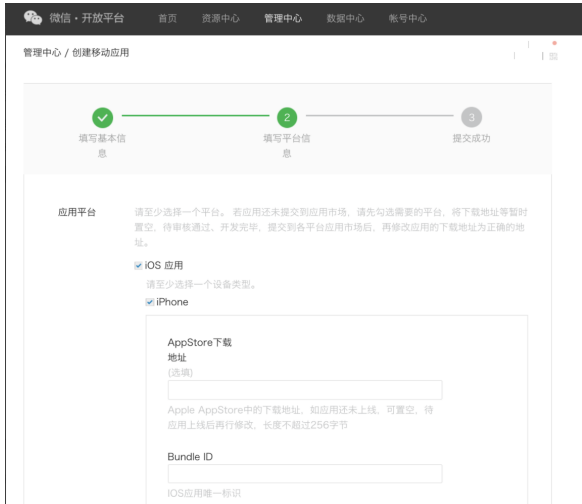 微信·开放平台 首页 资源中心 管理中心 数据中心 帐号中心
管理中心 / 创建移动应用
2 3
填写基本信 填写平台信 提交成功
息 息
应用平台 请至少选择一个平台。 若应用还未提交到应用市场，请先勾选需要的平台，将下载地址等暂时
置空，待审核通过、开发完毕，提交到各平台应用市场后，再修改应用的下载地址为正确的地
址。
iOS 应用
请至少选择一个设备类型。
iPhone
AppStore下载
地址
(选填)
Apple AppStore中的下载地址，如应用还未上线，可置空，待
应用上线后再行修改，长度不超过256字节
Bundle ID
IOS应用唯一标识